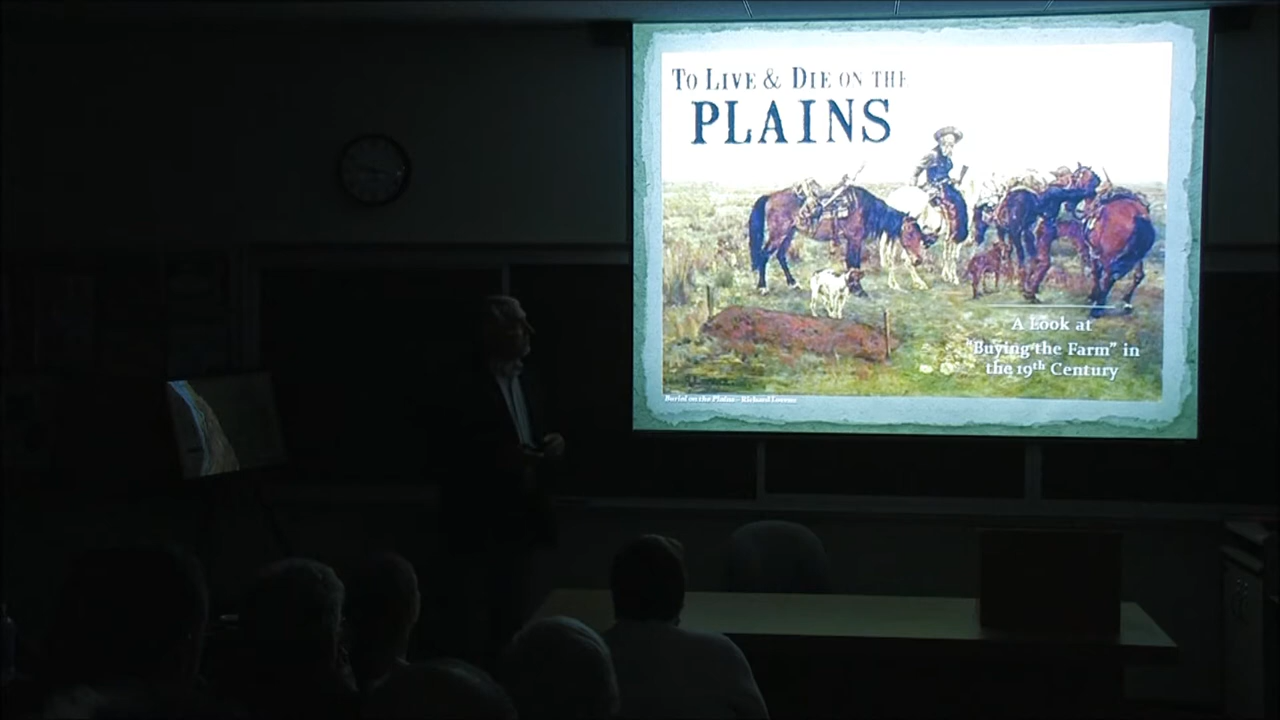 TO LIVE & DIE ON THE
PLAINS
A Look at
"Buying the Farm" in
the 19th Century
Burial on the Plains - Richard Lorenz